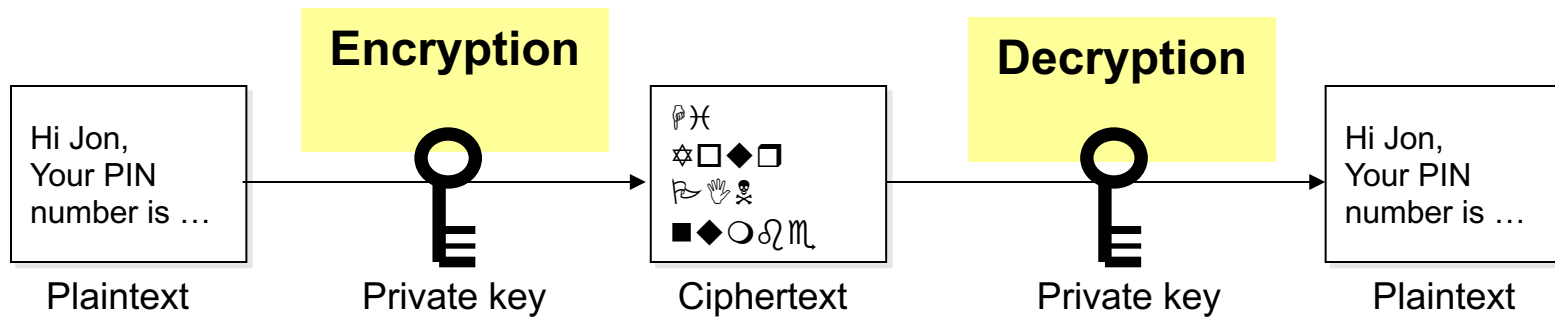 Encryption
Decryption
Hi Jon,
Your PIN
number is …
☟♓
✡□◆❒
🏱✋☠
■◆❍♌♏
Hi Jon,
Your PIN
number is …
Plaintext
Private key
Ciphertext
Private key
Plaintext